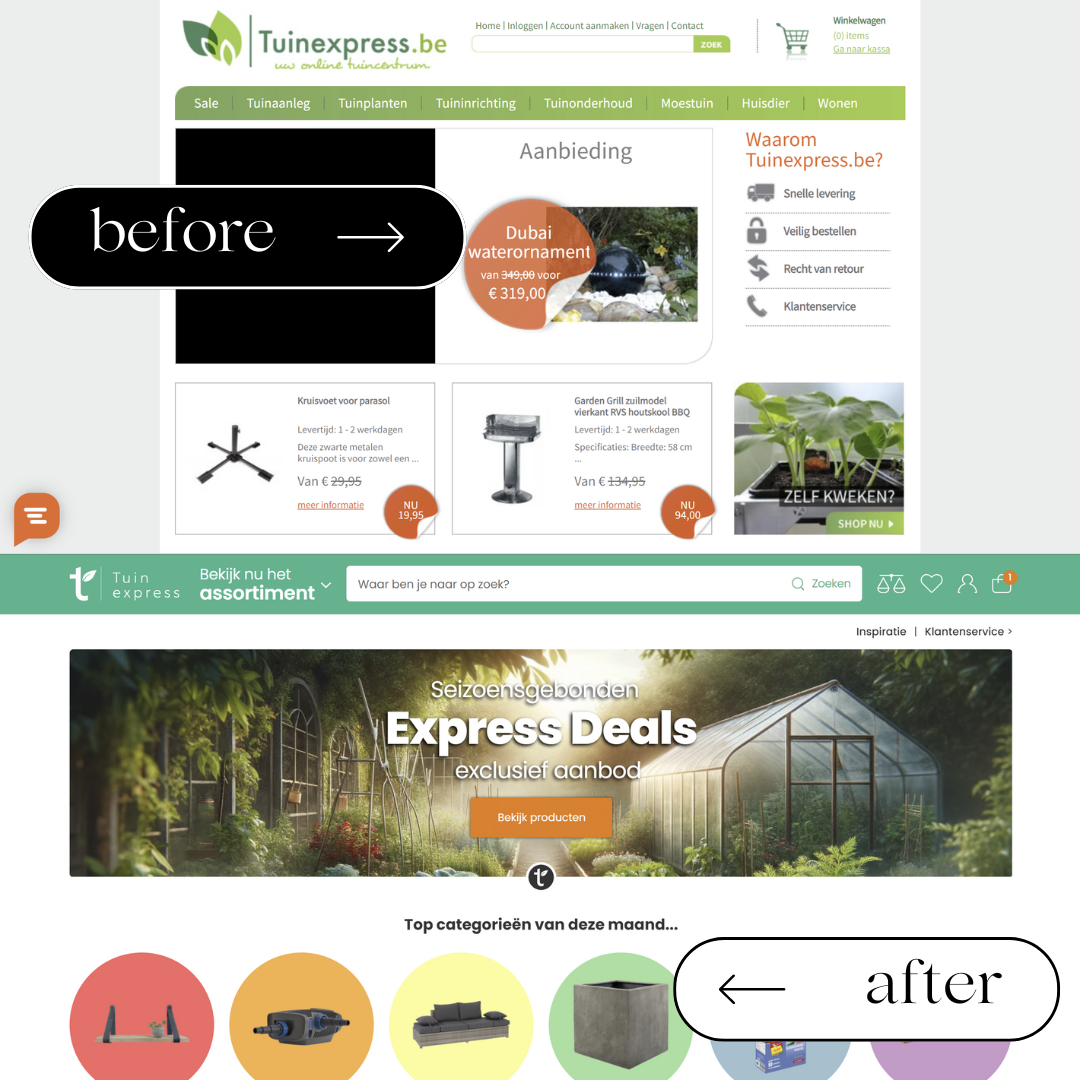 Tuinexpress.be
uw online tuincentrum.
Home | Inloggen | Account aanmaken | Vragen | Contact
ZOEK
Winkelwagen
(0) items
Ga naar kassa
Sale | Tuinaanleg | Tuinplanten | Tuininrichting | Tuinonderhoud | Moestuin | Huisdier | Wonen
before
Aanbieding
Dubai
waterornament
van 349,00 voor
€ 319,00
Waarom
Tuinexpress.be?
Snelle levering
Veilig bestellen
Recht van retour
Klantenservice
Kruisvoet voor parasol
Levertijd: 1 - 2 werkdagen
Deze zwarte metalen
kruispoot is voor zowel een ...
Van € 29,95
meer informatie
NU
19,95
Garden Grill zuilmodel
vierkant RVS houtskool BBQ
Levertijd: 1 - 2 werkdagen
Specificaties: Breedte: 58 cm
...
Van € 134,95
meer informatie
NU
94,00
ZELF KWEKEN?
SHOP NU
Tuin
express
Bekijk nu het
assortiment
Waar ben je naar op zoek?
Zoeken
1
Inspiratie | Klantenservice >
Seizoensgebonden
Express Deals
exclusief aanbod
Bekijk producten
Top categorieën van deze maand...
after